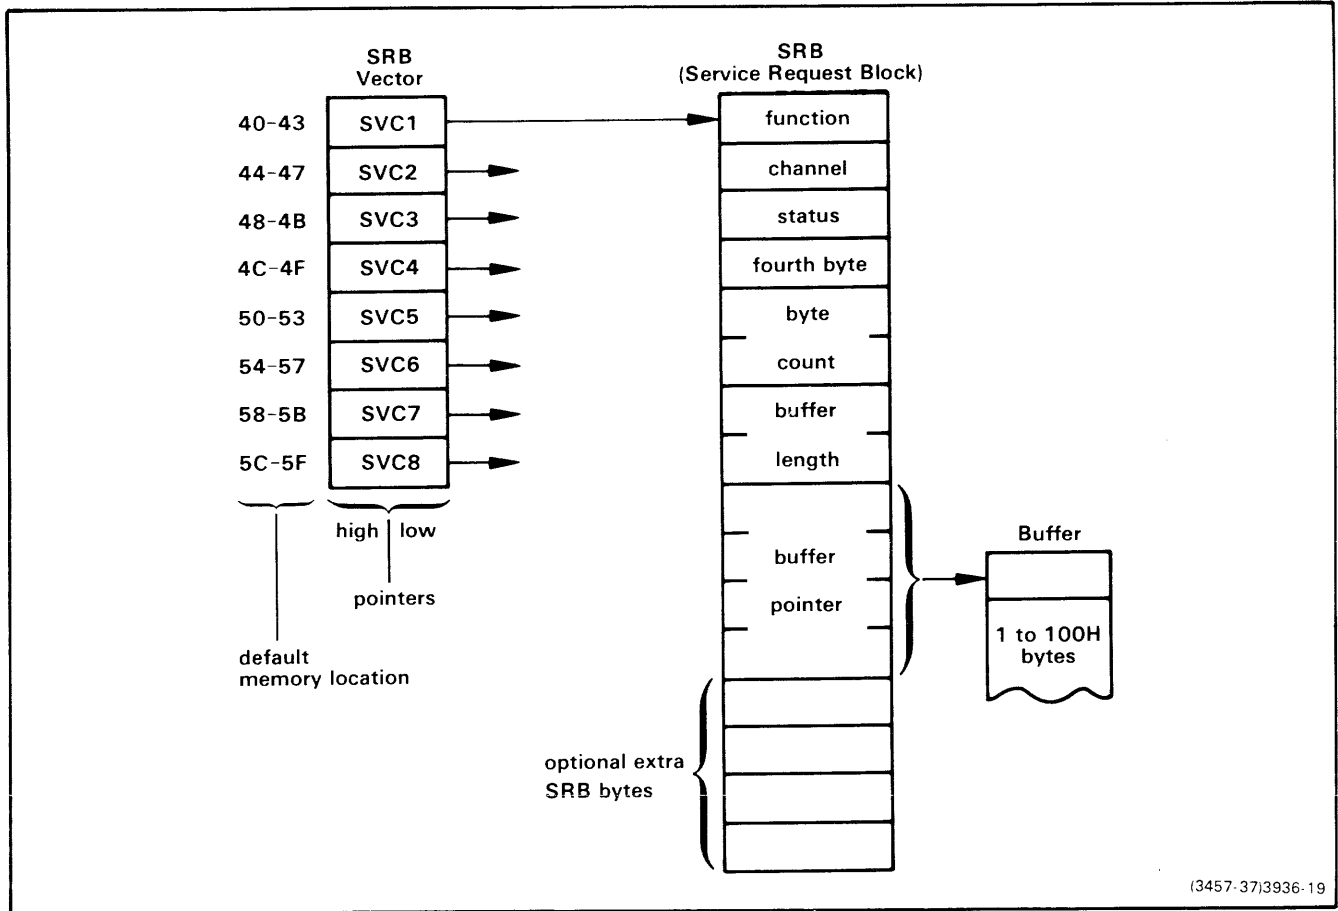 SRB
Vector
SRB
(Service Request Block)
40-43 SVC1
44-47 SVC2
48-4B SVC3
4C-4F SVC4
50-53 SVC5
54-57 SVC6
58-5B SVC7
5C-5F SVC8
high low
pointers
default
memory location
function
channel
status
fourth byte
byte
count
buffer
length
buffer
pointer
Buffer
1 to 100H
bytes
optional extra
SRB bytes
(3457-37)3936-19